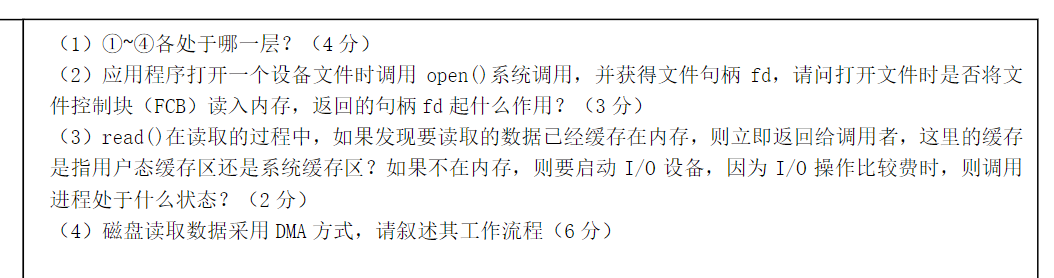 （1）①~④各处于哪一层？（4分）
（2）应用程序打开一个设备文件时调用 open()系统调用，并获得文件句柄 fd，请问打开文件时是否将文
件控制块（FCB）读入内存，返回的句柄 fd 起什么作用？（3分）
（3）read()在读取的过程中，如果发现要读取的数据已经缓存在内存，则立即返回给调用者，这里的缓存
是指用户态缓存区还是系统缓存区？如果不在内存，则要启动 I/O 设备，因为 I/O 操作比较费时，则调用
进程处于什么状态？（2分）
（4）磁盘读取数据采用 DMA 方式，请叙述其工作流程（6分）